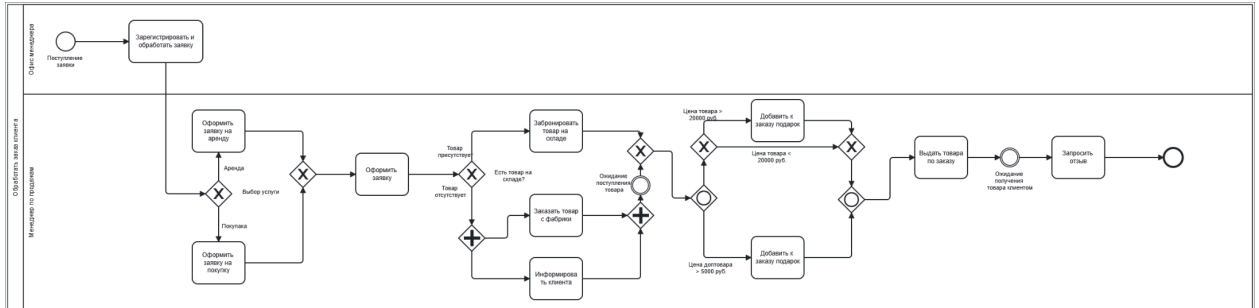 Обработать заказ клиента
Офис менеджера
Поступление
заявки
Зарегистрировать и
обработать заявку
Менеджер по продажам
Оформить
заявку на
аренду
Аренда
Выбор услуги
Покупака
Оформить
заявку на
покупку
Оформить
заявку
Товар
присутствует
Есть товар на
складе?
Товар
отсутствует
Забронировать
товар на
складе
Заказать товар
с фабрики
Информирова
ть клиента
Ожидание
поступления
товара
Цена товара >
20000 руб.
Добавить к
заказу подарок
Цена товара <
20000 руб.
Цена доптовара
> 5000 руб.
Добавить к
заказу подарок
Выдать товара
по заказу
Ожидание
получения
товара клиентом
Запросить
отзыв